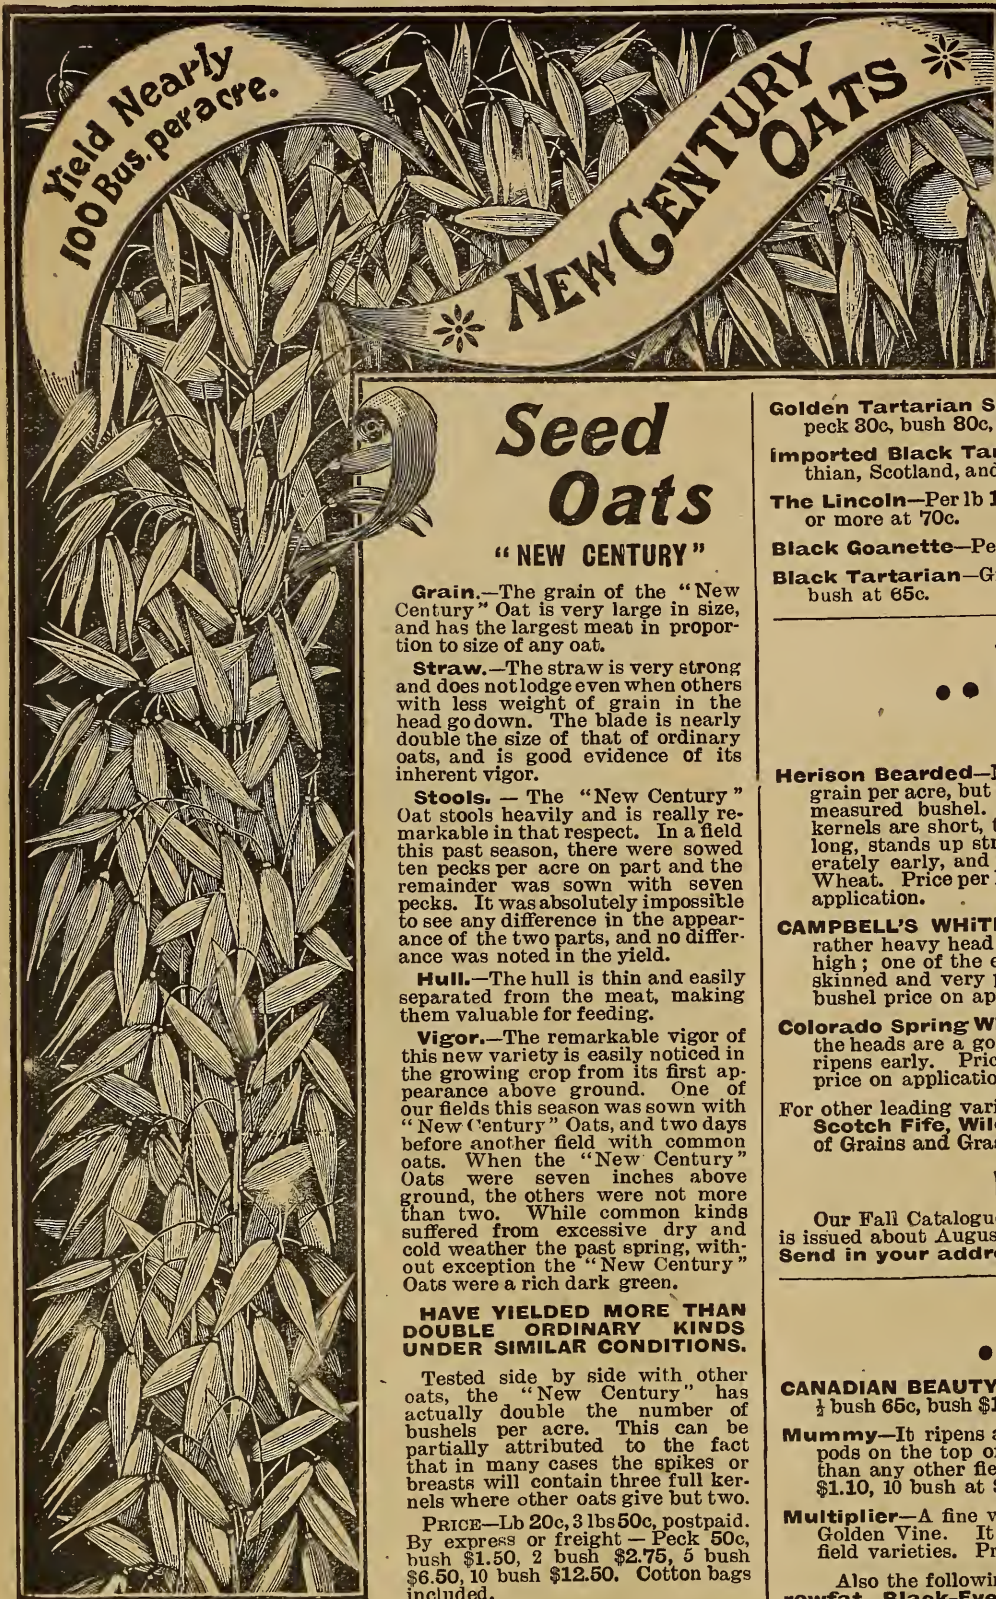 Yield Nearly
100 Bus. per acre.
NEW CENTURY
OATS
Seed
Oats
"NEW CENTURY"
Grain.—The grain of the "New
Century" Oat is very large in size,
and has the largest meat in propor-
tion to size of any oat.
Straw.—The straw is very strong
and does not lodge even when others
with less weight of grain in the
head go down. The blade is nearly
double the size of that of ordinary
oats, and is good evidence of its
inherent vigor.
Stools. — The "New Century"
Oat stools heavily and is really re-
markable in that respect. In a field
this past season, there were sowed
ten pecks per acre on part and the
remainder was sown with seven
pecks. It was absolutely impossible
to see any difference in the appear-
ance of the two parts, and no differ-
ence was noted in the yield.
Hull.—The hull is thin and easily
separated from the meat, making
them valuable for feeding.
Vigor.—The remarkable vigor of
this new variety is easily noticed in
the growing crop from its first ap-
pearance above ground. One of
our fields this season was sown with
"New Century" Oats, and two days
before another field with common
oats. When the "New Century"
Oats were seven inches above
ground, the others were not more
than two. While common kinds
suffered from excessive dry and
cold weather the past spring, with-
out exception the "New Century"
Oats were a rich dark green.
HAVE YIELDED MORE THAN
DOUBLE ORDINARY KINDS
UNDER SIMILAR CONDITIONS.
Tested side by side with other
oats, the "New Century" has
actually double the number of
bushels per acre. This can be
partially attributed to the fact
that in many cases the spikes or
breasts will contain three full ker-
nels where other oats give but two.
PRICE—Lb 20c, 3 lbs 50c, postpaid.
By express or freight — Peck 50c,
bush $1.50, 2 bush $2.75, 5 bush
$6.50, 10 bush $12.50. Cotton bags
included.
Golden Tartarian S
peck 30c, bush 80c,
Imported Black Tar
thian, Scotland, and
The Lincoln—Per lb 1
or more at 70c.
Black Goanette—Pe
Black Tartarian—G
bush at 65c.
Herison Bearded—
grain per acre, but
measured bushel.
kernels are short, t
long, stands up str
erately early, and
Wheat. Price per
application.
CAMPBELL'S WHITE
rather heavy head
high; one of the e
skinned and very
bushel price on ap
Colorado Spring W
the heads are a go
ripens early. Pric
price on applicatio
For other leading vari
Scotch Fife, Wil
of Grains and Gra
Our Fall Catalogue
is issued about Augus
Send in your addre
CANADIAN BEAUTY
½ bush 65c, bush $1
Mummy—It ripens a
pods on the top o
than any other fie
$1.10, 10 bush at $
Multiplier—A fine v
Golden Vine. It
field varieties. Pr
Also the followin
rowfat, Black-Eye